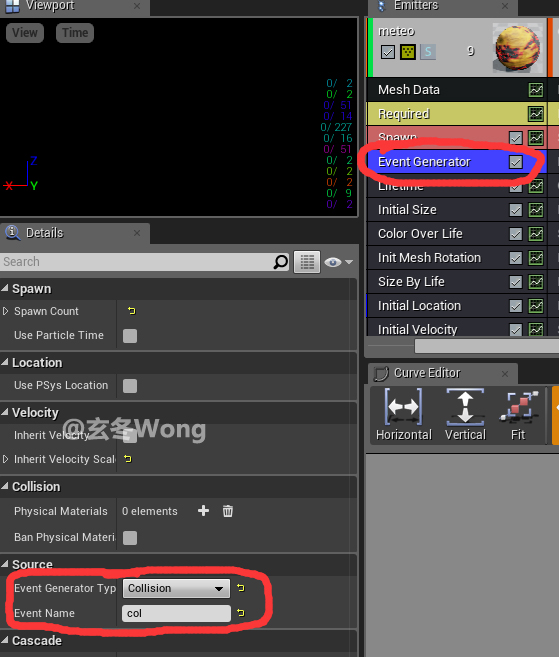 Viewport
View
Time
0/ 2
0/ 2
0/ 51
0/ 14
0/ 227
0/ 16
0/ 51
0/ 2
0/ 2
0/ 2
0/ 9
0/ 2
Z
X
Y
Details
Search
Spawn
Spawn Count
Use Particle Time
Location
Use PSys Location
Velocity
Inherit Velocity
Inherit Velocity Scal
@玄冬Wong
Collision
Physical Materials 0 elements
Ban Physical Materi
Source
Event Generator Typ Collision
Event Name col
Cascade
Emitters
meteo
S
9
Mesh Data
Required
Spawn
Event Generator
Lifetime
Initial Size
Color Over Life
Init Mesh Rotation
Size By Life
Initial Location
Initial Velocity
Curve Editor
Horizontal
Vertical
Fit